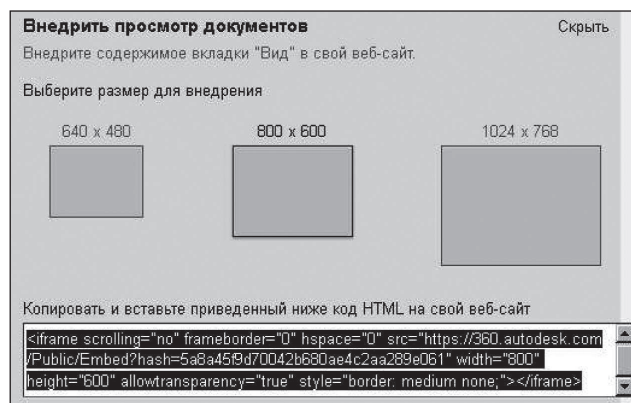 Внедрить просмотр документов Скрыть
Внедрите содержимое вкладки "Вид" в свой веб-сайт.
Выберите размер для внедрения
640 x 480 800 x 600 1024 x 768
Копировать и вставьте приведенный ниже код HTML на свой веб-сайт
<iframe scrolling="no" frameborder="0" hspace="0" src="https://360.autodesk.com
/Public/Embed?hash=5a8a45f9d70042b680ae4c2aa289e061" width="800"
height="600" allowtransparency="true" style="border: medium none;"></iframe>